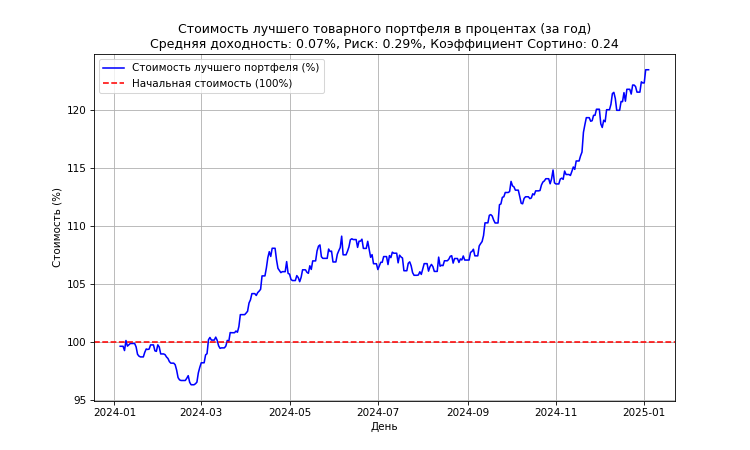 Стоимость лучшего товарного портфеля в процентах (за год)
Средняя доходность: 0.07%, Риск: 0.29%, Коэффициент Сортино: 0.24
Стоимость лучшего портфеля (%)
Начальная стоимость (100%)
Стоимость (%)
120
115
110
105
100
95
2024-01
2024-03
2024-05
2024-07
2024-09
2024-11
2025-01
День